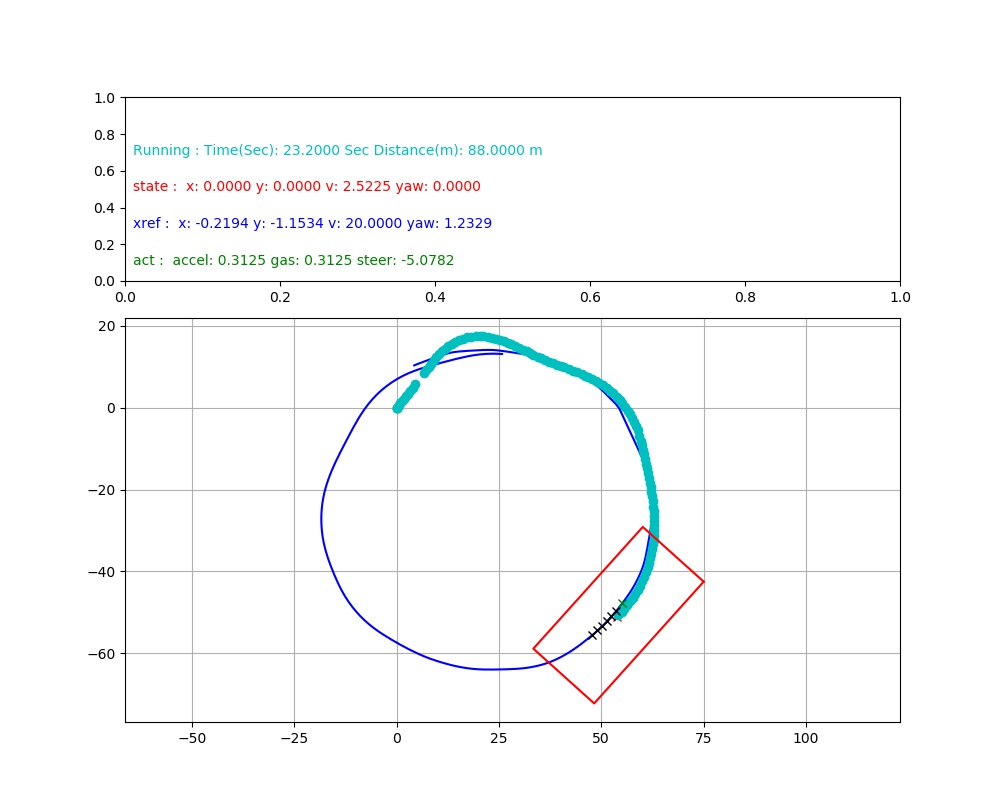 1.0
0.8
0.6
0.4
0.2
0.0
Running : Time(Sec): 23.2000 Sec Distance(m): 88.0000 m
state :  x: 0.0000 y: 0.0000 v: 2.5225 yaw: 0.0000
xref :  x: -0.2194 y: -1.1534 v: 20.0000 yaw: 1.2329
act :  accel: 0.3125 gas: 0.3125 steer: -5.0782
0.0 0.2 0.4 0.6 0.8 1.0
20
0
−20
−40
−60
−50 −25 0 25 50 75 100